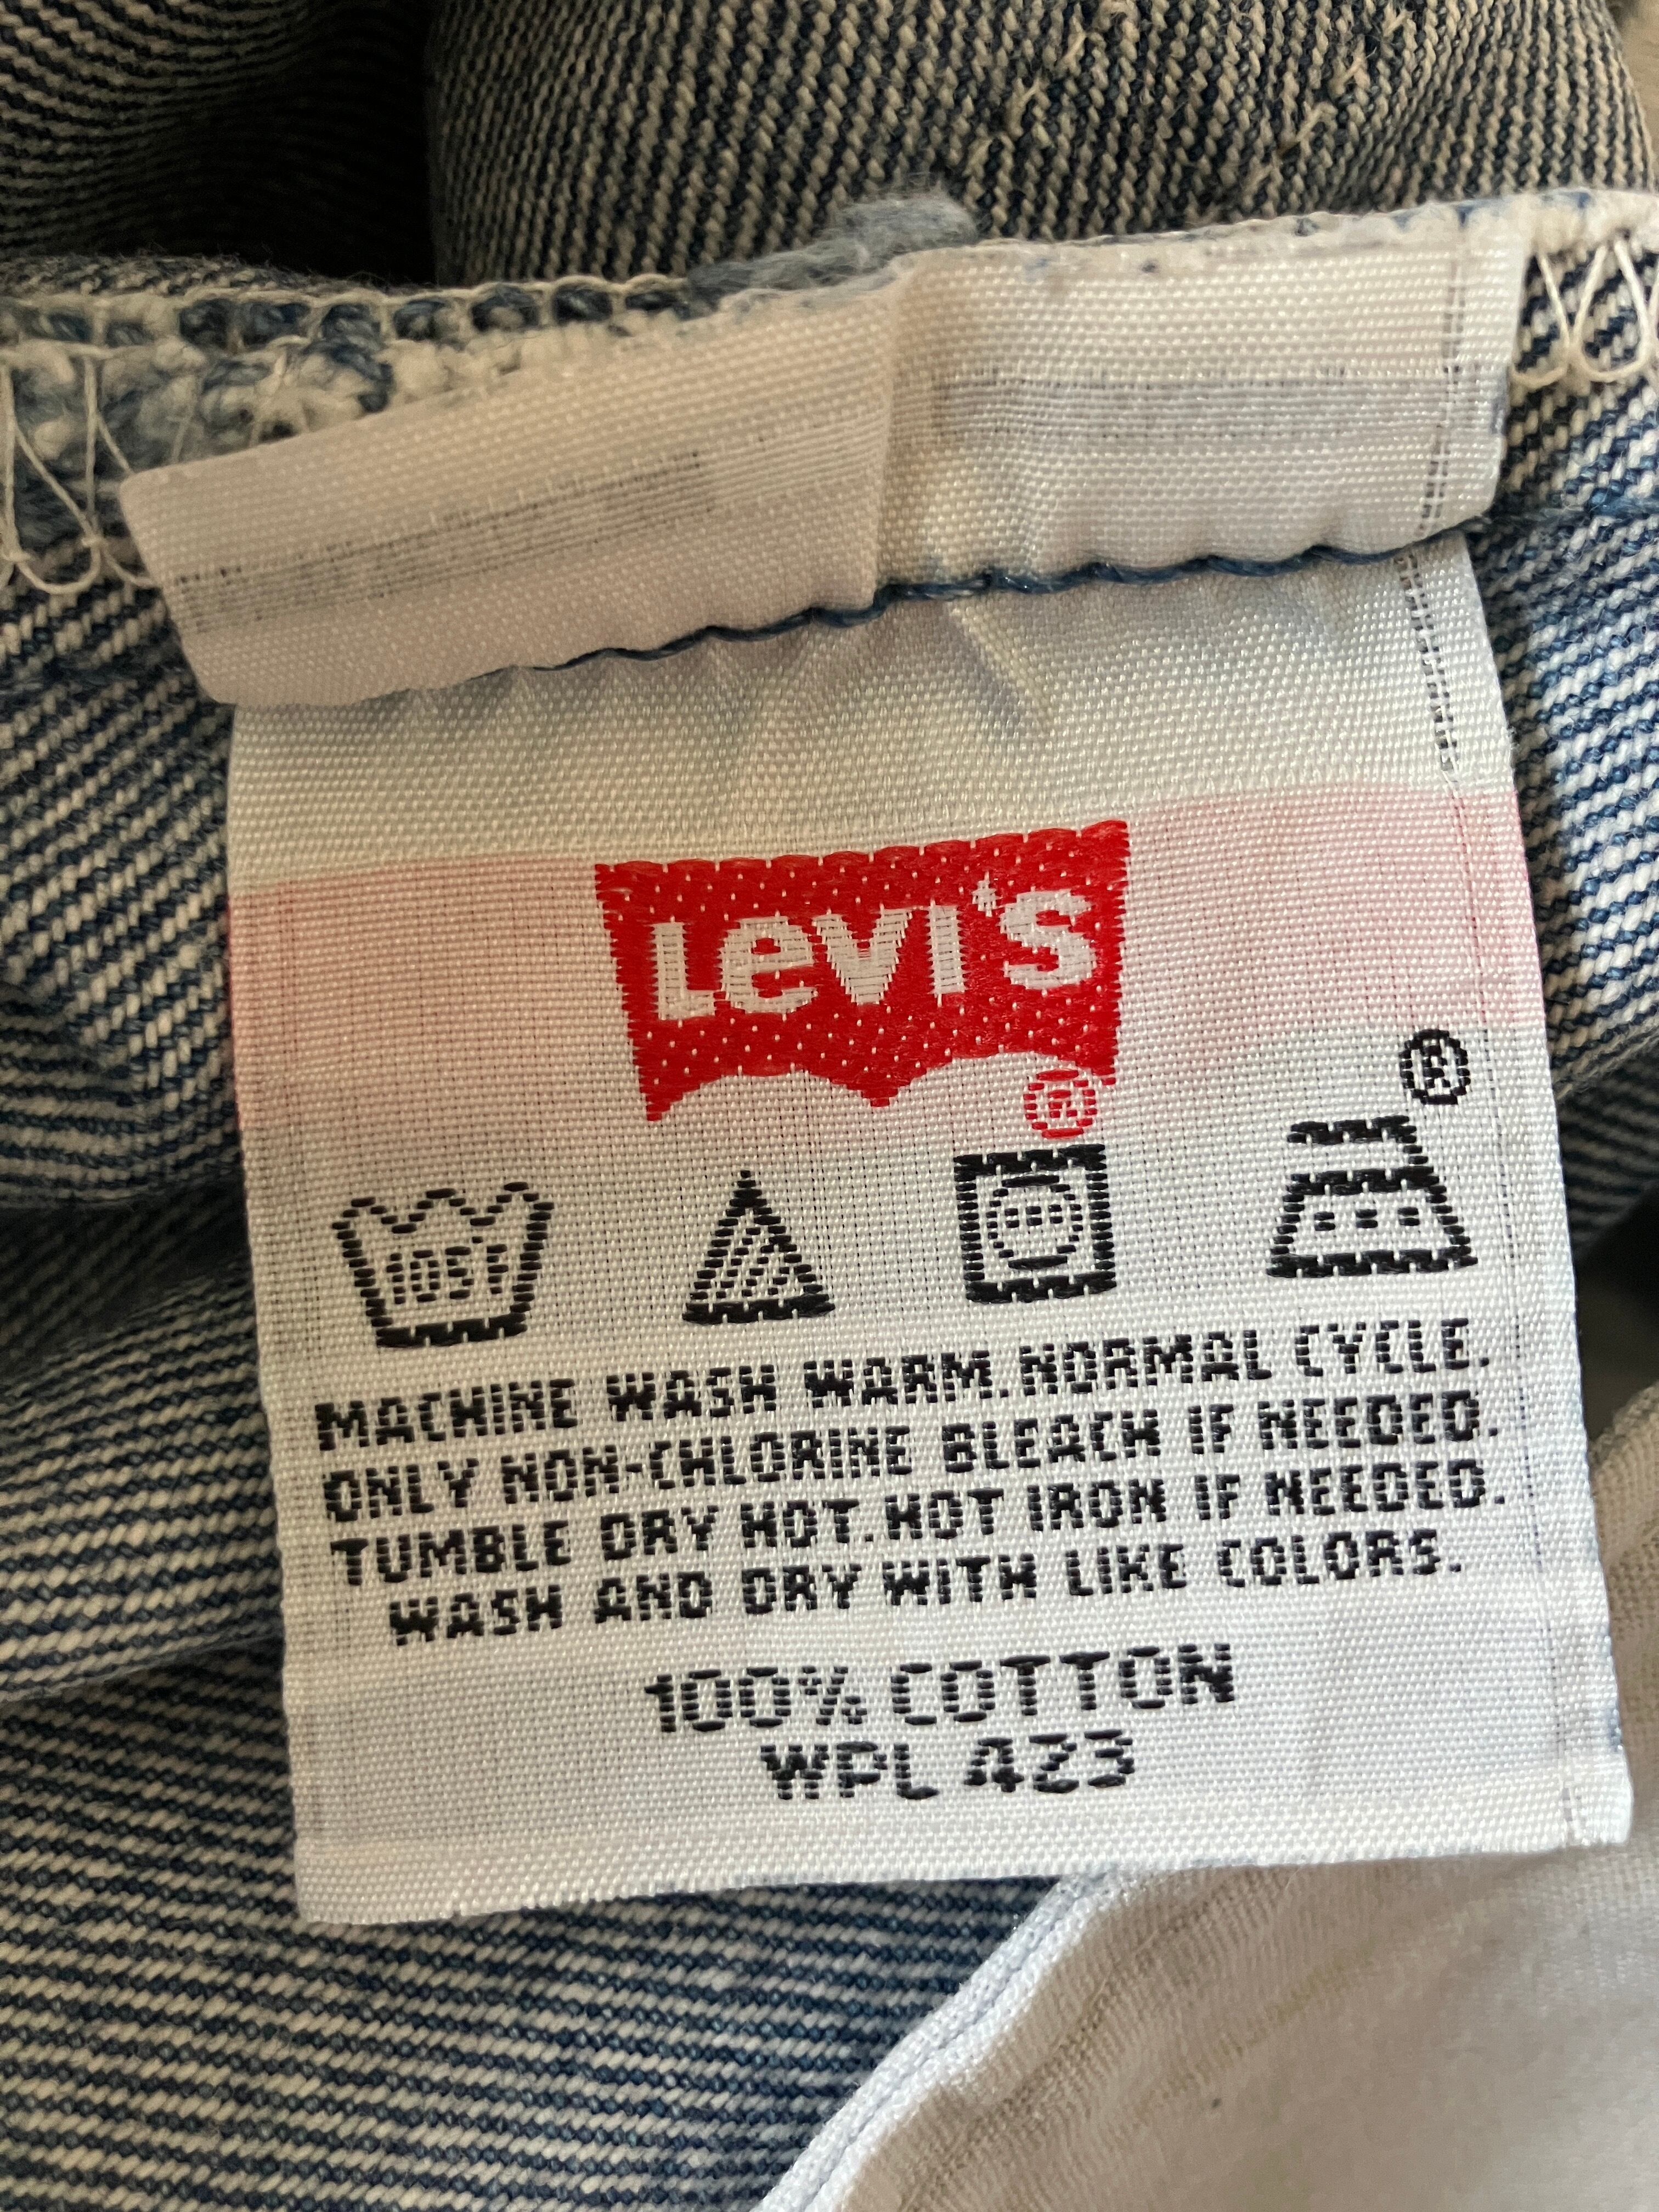 LEVI'S
®
®
105°F
MACHINE WASH WARM. NORMAL CYCLE.
ONLY NON-CHLORINE BLEACH IF NEEDED.
TUMBLE DRY HOT. HOT IRON IF NEEDED.
WASH AND DRY WITH LIKE COLORS.
100% COTTON
WPL 423